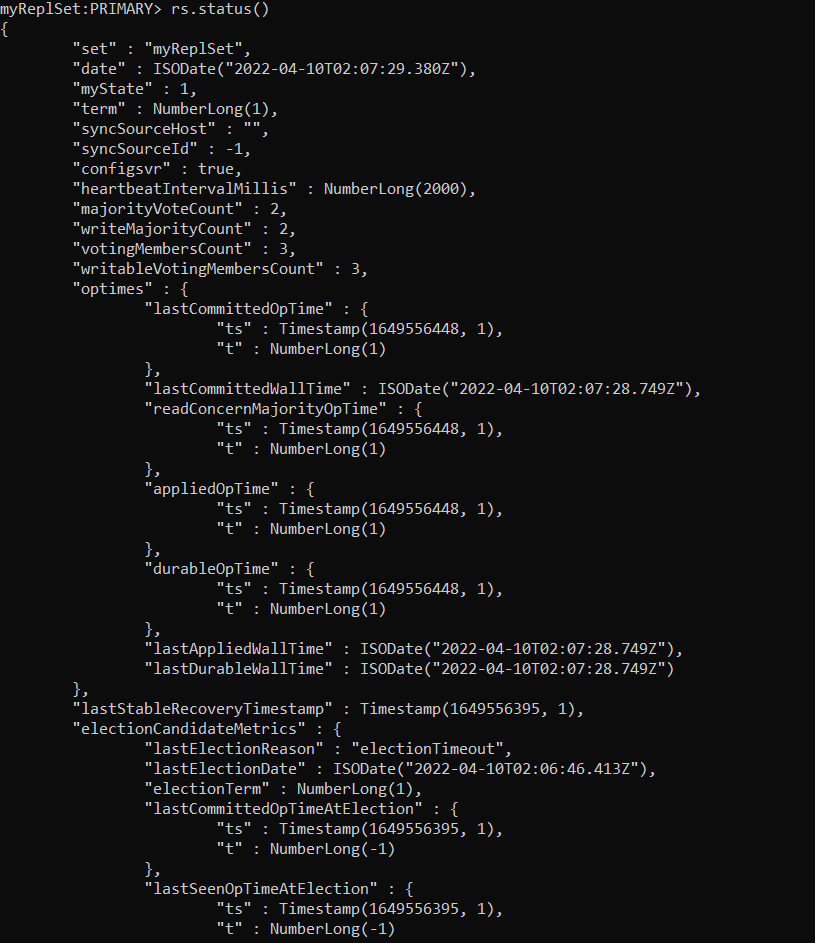 myReplSet:PRIMARY> rs.status()
{
        "set" : "myReplSet",
        "date" : ISODate("2022-04-10T02:07:29.380Z"),
        "myState" : 1,
        "term" : NumberLong(1),
        "syncSourceHost" : "",
        "syncSourceId" : -1,
        "configsvr" : true,
        "heartbeatIntervalMillis" : NumberLong(2000),
        "majorityVoteCount" : 2,
        "writeMajorityCount" : 2,
        "votingMembersCount" : 3,
        "writableVotingMembersCount" : 3,
        "optimes" : {
                "lastCommittedOpTime" : {
                        "ts" : Timestamp(1649556448, 1),
                        "t" : NumberLong(1)
                },
                "lastCommittedWallTime" : ISODate("2022-04-10T02:07:28.749Z"),
                "readConcernMajorityOpTime" : {
                        "ts" : Timestamp(1649556448, 1),
                        "t" : NumberLong(1)
                },
                "appliedOpTime" : {
                        "ts" : Timestamp(1649556448, 1),
                        "t" : NumberLong(1)
                },
                "durableOpTime" : {
                        "ts" : Timestamp(1649556448, 1),
                        "t" : NumberLong(1)
                },
                "lastAppliedWallTime" : ISODate("2022-04-10T02:07:28.749Z"),
                "lastDurableWallTime" : ISODate("2022-04-10T02:07:28.749Z")
        },
        "lastStableRecoveryTimestamp" : Timestamp(1649556395, 1),
        "electionCandidateMetrics" : {
                "lastElectionReason" : "electionTimeout",
                "lastElectionDate" : ISODate("2022-04-10T02:06:46.413Z"),
                "electionTerm" : NumberLong(1),
                "lastCommittedOpTimeAtElection" : {
                        "ts" : Timestamp(1649556395, 1),
                        "t" : NumberLong(-1)
                },
                "lastSeenOpTimeAtElection" : {
                        "ts" : Timestamp(1649556395, 1),
                        "t" : NumberLong(-1)